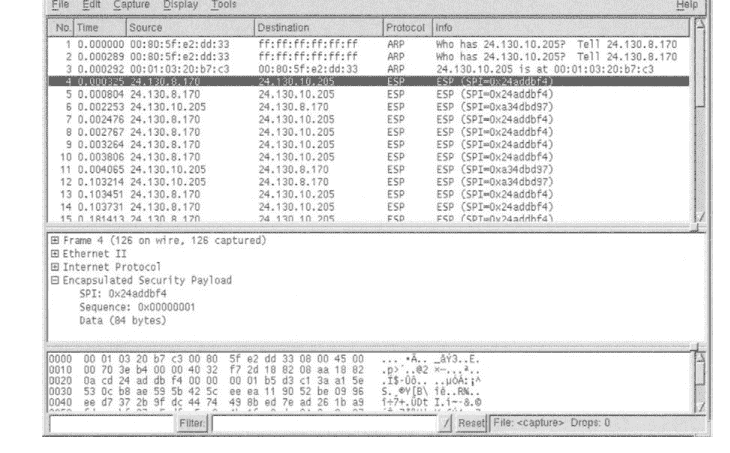 File Edit Capture Display Tools Help
No. Time Source Destination Protocol Info
1 0.000000 00:80:5f:e2:dd:33 ff:ff:ff:ff:ff:ff ARP Who has 24.130.10.205? Tell 24.130.8.170
2 0.000289 00:80:5f:e2:dd:33 ff:ff:ff:ff:ff:ff ARP Who has 24.130.10.205? Tell 24.130.8.170
3 0.000292 00:01:03:20:b7:c3 00:80:5f:e2:dd:33 ARP 24.130.10.205 is at 00:01:03:20:b7:c3
4 0.000325 24.130.8.170 24.130.10.205 ESP ESP (SPI=0x24addbf4)
5 0.000804 24.130.8.170 24.130.10.205 ESP ESP (SPI=0x24addbf4)
6 0.002253 24.130.10.205 24.130.8.170 ESP ESP (SPI=0xa34dbd97)
7 0.002476 24.130.8.170 24.130.10.205 ESP ESP (SPI=0x24addbf4)
8 0.002767 24.130.8.170 24.130.10.205 ESP ESP (SPI=0x24addbf4)
9 0.003264 24.130.8.170 24.130.10.205 ESP ESP (SPI=0x24addbf4)
10 0.003806 24.130.8.170 24.130.10.205 ESP ESP (SPI=0x24addbf4)
11 0.004065 24.130.10.205 24.130.8.170 ESP ESP (SPI=0xa34dbd97)
12 0.103214 24.130.10.205 24.130.8.170 ESP ESP (SPI=0xa34dbd97)
13 0.103451 24.130.8.170 24.130.10.205 ESP ESP (SPI=0x24addbf4)
14 0.103731 24.130.8.170 24.130.10.205 ESP ESP (SPI=0x24addbf4)
15 0.181413 24.130.8.170 24.130.10.205 ESP ESP (SPI=0x24addbf4)
Frame 4 (126 on wire, 126 captured)
Ethernet II
Internet Protocol
Encapsulated Security Payload
SPI: 0x24addbf4
Sequence: 0x00000001
Data (84 bytes)
0000 00 01 03 20 b7 c3 00 80 5f e2 dd 33 08 00 45 00
0010 00 70 3e b4 00 00 40 32 f7 2d 18 82 08 aa 18 82
0020 0a cd 24 ad db f4 00 00 00 01 b5 d3 c1 3a a1 5e
0030 53 0c b8 ae 59 5b 42 5c ee ea 11 90 52 be 09 96
0040 ee d7 37 2b 9f dc 44 74 49 8b ed 7e ad 26 1b a9
Filter: Reset File: <capture> Drops: 0